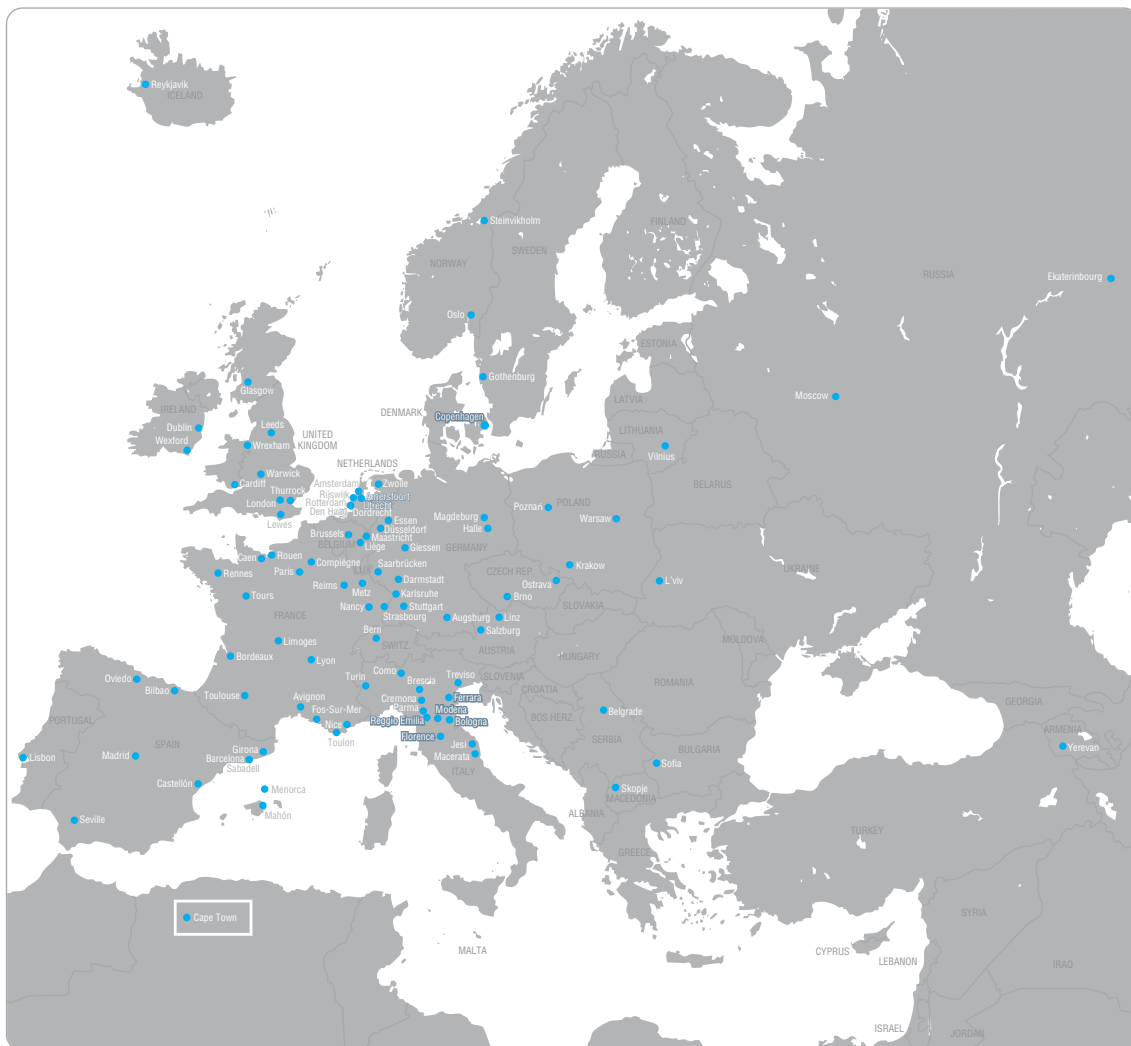 Reykjavik
ICELAND
Steinvikholm
FINLAND
SWEDEN
NORWAY
RUSSIA
Ekaterinbourg
Oslo
ESTONIA
Gothenburg
Glasgow
Moscow
LATVIA
IRELAND
DENMARK
Copenhagen
Dublin
Leeds
UNITED
KINGDOM
LITHUANIA
Wexford
Wrexham
RUSSIA
Vilnius
NETHERLANDS
Warwick
Cardiff
Thurrock
Amsterdam
Zwolle
BELARUS
Rijswijk
Amersfoort
London
Rotterdam
Utrecht
Den Haag
Dordrecht
Lewes
Poznan
POLAND
Magdeburg
Warsaw
Essen
Halle
Düsseldorf
Brussels
Maastricht
BELGIUM
Liège
Giessen
GERMANY
Rouen
Caen
Compiégne
Saarbrücken
Krakow
UKRAINE
Rennes
Paris
LUX.
CZECH REP.
Darmstadt
Ostrava
L'viv
Reims
Metz
Karlsruhe
Tours
Brno
SLOVAKIA
Nancy
Stuttgart
FRANCE
Strasbourg
Augsburg
Linz
Bern
Salzburg
MOLDOVA
Limoges
SWITZ.
AUSTRIA
HUNGARY
Bordeaux
Lyon
Como
Treviso
SLOVENIA
Oviedo
Turin
Brescia
ROMANIA
Bilbao
CROATIA
Toulouse
Avignon
Cremona
Ferrara
GEORGIA
Fos-Sur-Mer
Parma
Modena
Belgrade
PORTUGAL
Nice
Reggio Emilia
Bologna
BOS.HERZ.
ARMENIA
Toulon
Florence
SERBIA
SPAIN
Girona
Jesi
Yerevan
BULGARIA
Lisbon
Madrid
Barcelona
Macerata
Sabadell
Sofia
ITALY
Castellón
Menorca
Skopje
MACEDONIA
Mahón
ALBANIA
Seville
TURKEY
GREECE
Cape Town
SYRIA
MALTA
CYPRUS
LEBANON
IRAQ
ISRAEL
JORDAN